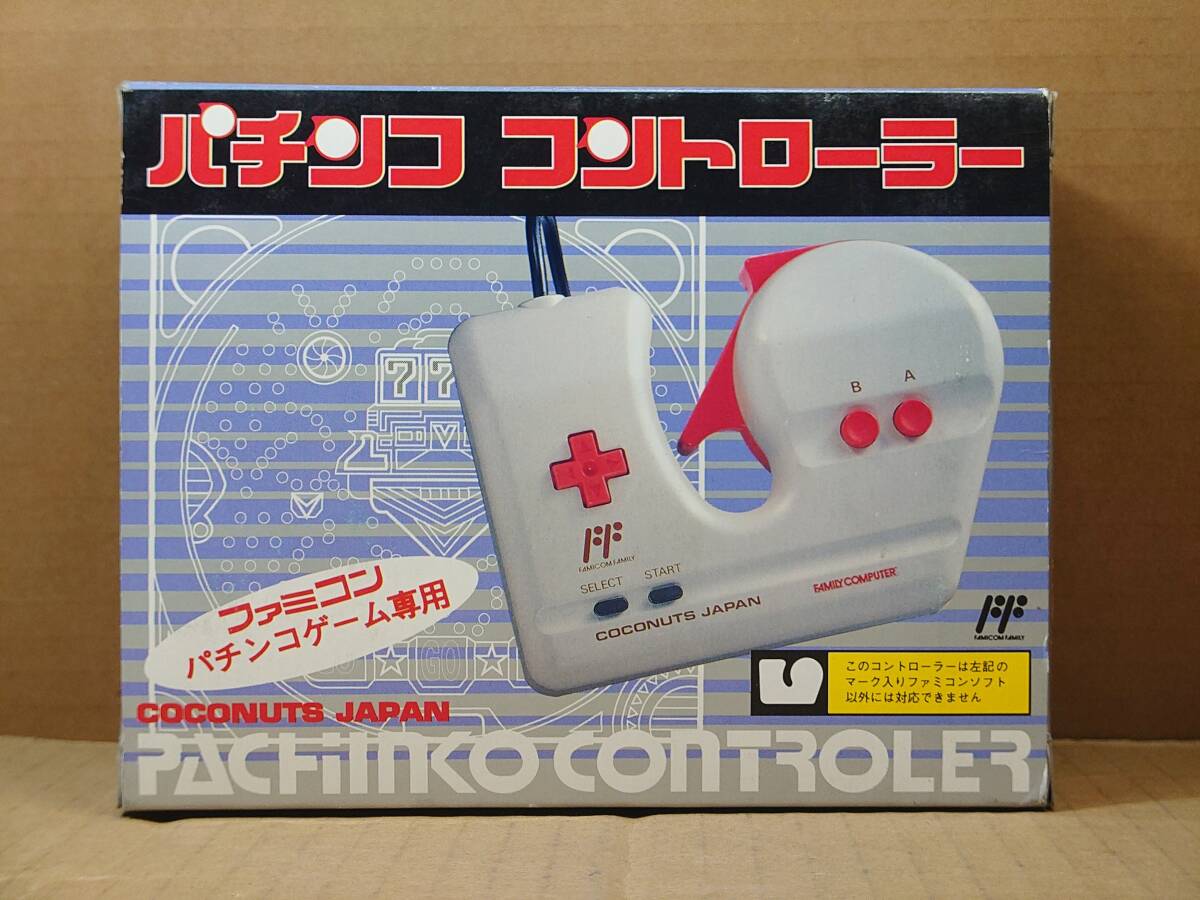 パチンコ コントローラー
77
B A
FF
FAMICOM FAMILY
SELECT START
FAMILY COMPUTER
COCONUTS JAPAN
FF
FAMICOM FAMILY
ファミコン
パチンコゲーム専用
GO
このコントローラーは左記の
マーク入りファミコンソフト
以外には対応できません
COCONUTS JAPAN
PACHINKO CONTROLER